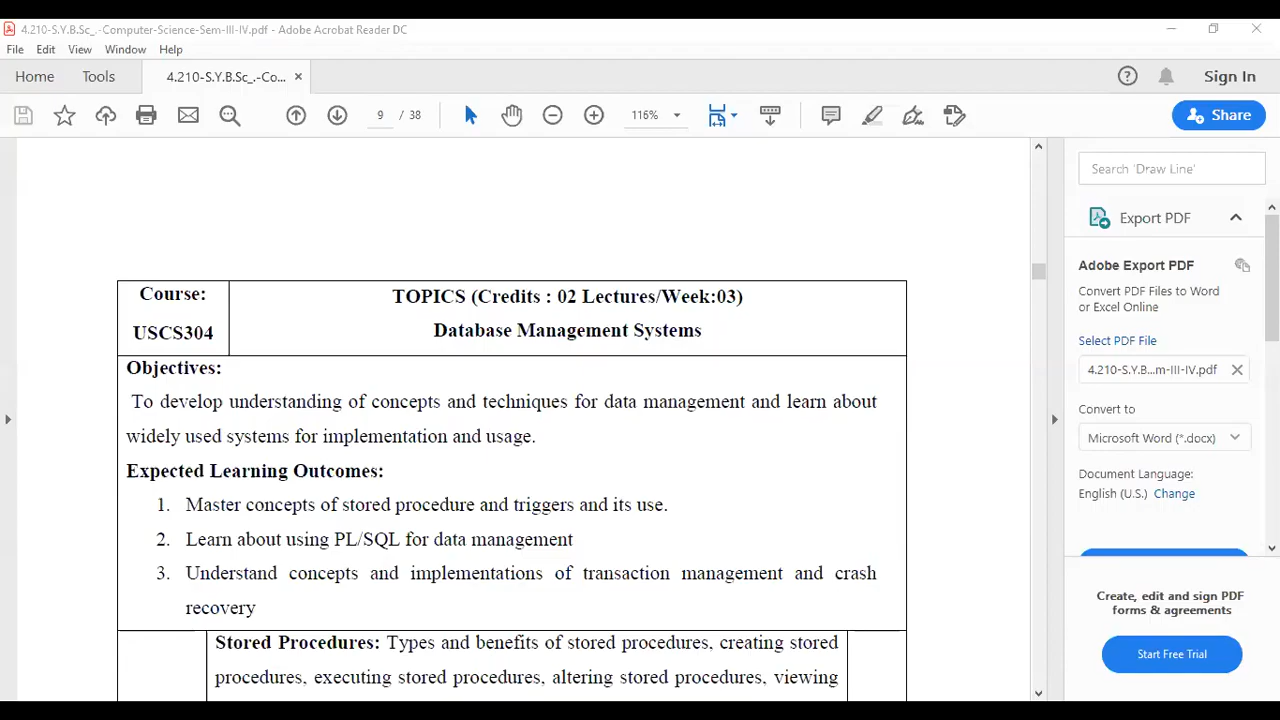 4.210-S.Y.B.Sc_.-Computer-Science-Sem-III-IV.pdf - Adobe Acrobat Reader DC
File Edit View Window Help
Home Tools 4.210-S.Y.B.Sc_.-Co... Sign In
9 / 38 116% Share
Search 'Draw Line'
Export PDF
Adobe Export PDF
Convert PDF Files to Word
or Excel Online
Select PDF File
4.210-S.Y.B...m-III-IV.pdf
Convert to
Microsoft Word (*.docx)
Document Language:
English (U.S.) Change
Create, edit and sign PDF
forms & agreements
Start Free Trial
Course:
USCS304
TOPICS (Credits : 02 Lectures/Week:03)
Database Management Systems
Objectives:
To develop understanding of concepts and techniques for data management and learn about
widely used systems for implementation and usage.
Expected Learning Outcomes:
1. Master concepts of stored procedure and triggers and its use.
2. Learn about using PL/SQL for data management
3. Understand concepts and implementations of transaction management and crash
recovery
Stored Procedures: Types and benefits of stored procedures, creating stored
procedures, executing stored procedures, altering stored procedures, viewing